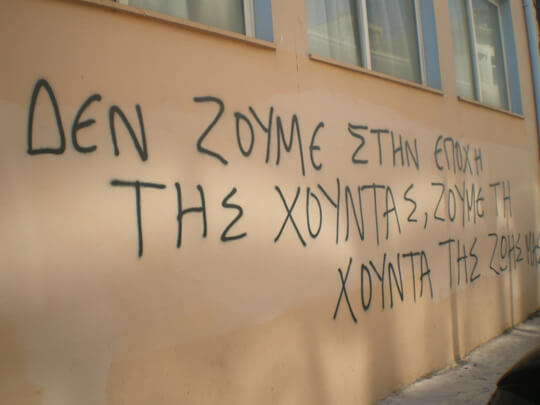 ΔΕΝ ΖΟΥΜΕ ΣΤΗΝ ΕΠΟΧΗ
ΤΗΣ ΧΟΥΝΤΑΣ, ΖΟΥΜΕ ΤΗ
ΧΟΥΝΤΑ ΤΗΣ ΖΩΗΣ ΜΑΣ